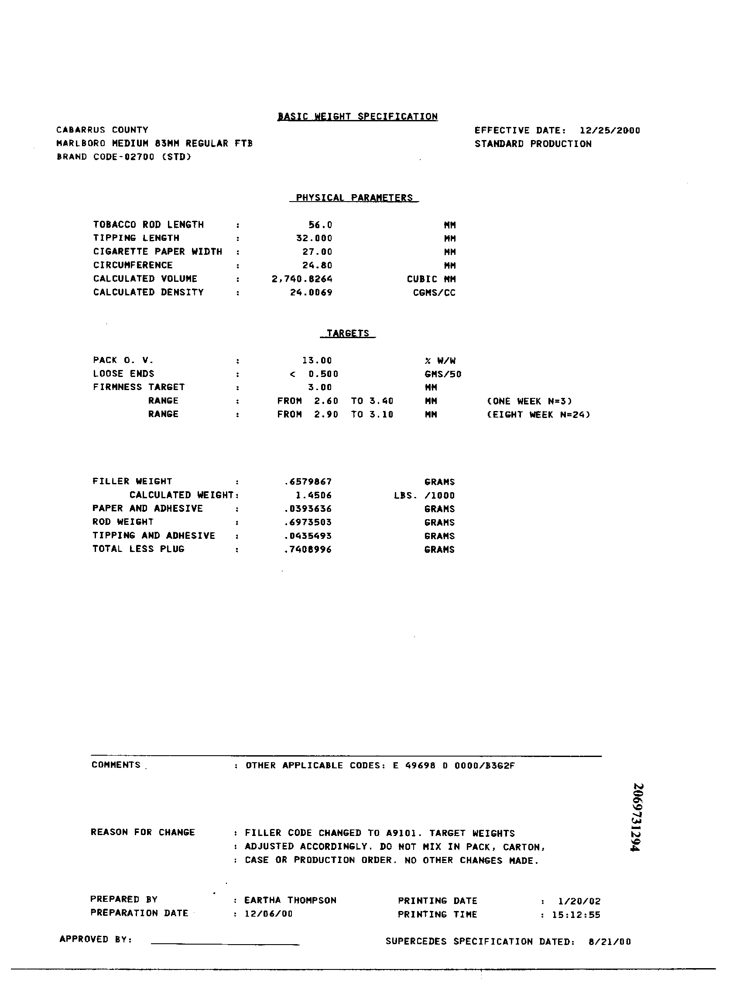 BASIC WEIGHT SPECIFICATION
CABARRUS COUNTY EFFECTIVE DATE: 12/25/2000
MARLBORO MEDIUM 83MM REGULAR FTB STANDARD PRODUCTION
BRAND CODE-02700 (STD)
PHYSICAL PARAMETERS
TOBACCO ROD LENGTH : 56.0 MM
TIPPING LENGTH : 32.000 MM
CIGARETTE PAPER WIDTH : 27.00 MM
CIRCUMFERENCE : 24.80 MM
CALCULATED VOLUME : 2,740.8264 CUBIC MM
CALCULATED DENSITY : 24.0069 CGMS/CC
TARGETS
PACK O. V. : 13.00 % W/W
LOOSE ENDS : < 0.500 GMS/50
FIRMNESS TARGET : 3.00 MM
RANGE : FROM 2.60 TO 3.40 MM (ONE WEEK N=3)
RANGE : FROM 2.90 TO 3.10 MM (EIGHT WEEK N=24)
FILLER WEIGHT : .6579867 GRAMS
CALCULATED WEIGHT: 1.4506 LBS. /1000
PAPER AND ADHESIVE : .0393636 GRAMS
ROD WEIGHT : .6973503 GRAMS
TIPPING AND ADHESIVE : .0435493 GRAMS
TOTAL LESS PLUG : .7408996 GRAMS
COMMENTS : OTHER APPLICABLE CODES: E 49698 D 0000/B3G2F
REASON FOR CHANGE : FILLER CODE CHANGED TO A9101. TARGET WEIGHTS
: ADJUSTED ACCORDINGLY. DO NOT MIX IN PACK, CARTON,
: CASE OR PRODUCTION ORDER. NO OTHER CHANGES MADE.
2069731294
PREPARED BY : EARTHA THOMPSON PRINTING DATE : 1/20/02
PREPARATION DATE : 12/06/00 PRINTING TIME : 15:12:55
APPROVED BY: SUPERCEDES SPECIFICATION DATED: 8/21/00